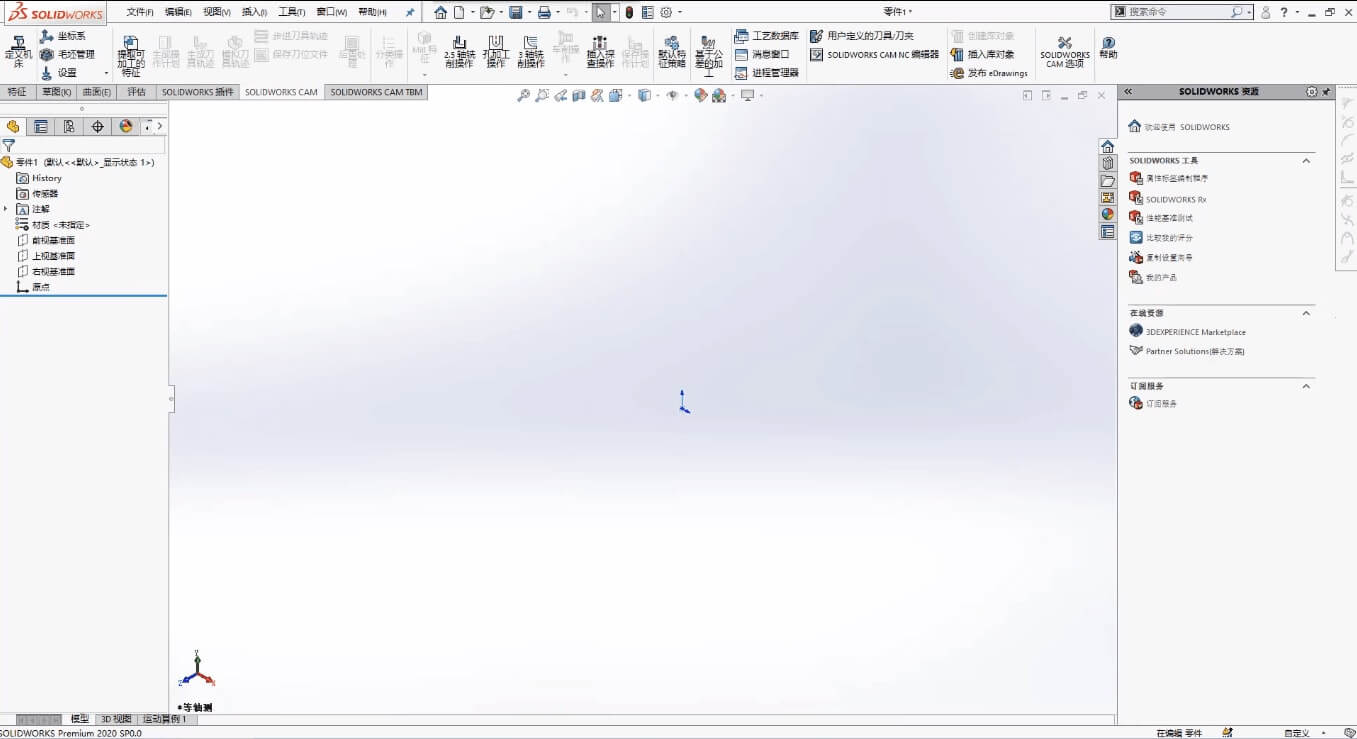 SOLIDWORKS 文件(F) 编辑(E) 视图(V) 插入(I) 工具(T) 窗口(W) 帮助(H) 零件1 * 搜索命令
定义机床
坐标系
毛坯管理
设置
提取可加工的特征
生成操作计划
生成刀具轨迹
模拟刀具轨迹
步进刀具轨迹
保存刀位文件
后置处理
分类操作
2.5 轴铣削操作
孔加工操作
3 轴铣削操作
车削操作
插入探查操作
保存操作计划
默认特征策略
基于公差的加工
工艺数据库
消息窗口
进程管理器
用户定义的刀具/刀夹
SOLIDWORKS CAM NC 编辑器
创建库对象
插入库对象
发布 eDrawings
SOLIDWORKS CAM 选项
帮助
特征 草图(K) 曲面(E) 评估 SOLIDWORKS 插件 SOLIDWORKS CAM SOLIDWORKS CAM TBM
零件1 (默认<<默认>_显示状态 1>)
History
传感器
注解
材质 <未指定>
前视基准面
上视基准面
右视基准面
原点
Y
Z
X
*等轴测
SOLIDWORKS 资源
欢迎使用 SOLIDWORKS
SOLIDWORKS 工具
属性标签编制程序
SOLIDWORKS Rx
性能基准测试
比较我的评分
复制设置向导
我的产品
在线资源
3DEXPERIENCE Marketplace
Partner Solutions(解决方案)
订阅服务
订阅服务
模型 3D 视图 运动算例 1
SOLIDWORKS Premium 2020 SP0.0
在编辑 零件
自定义